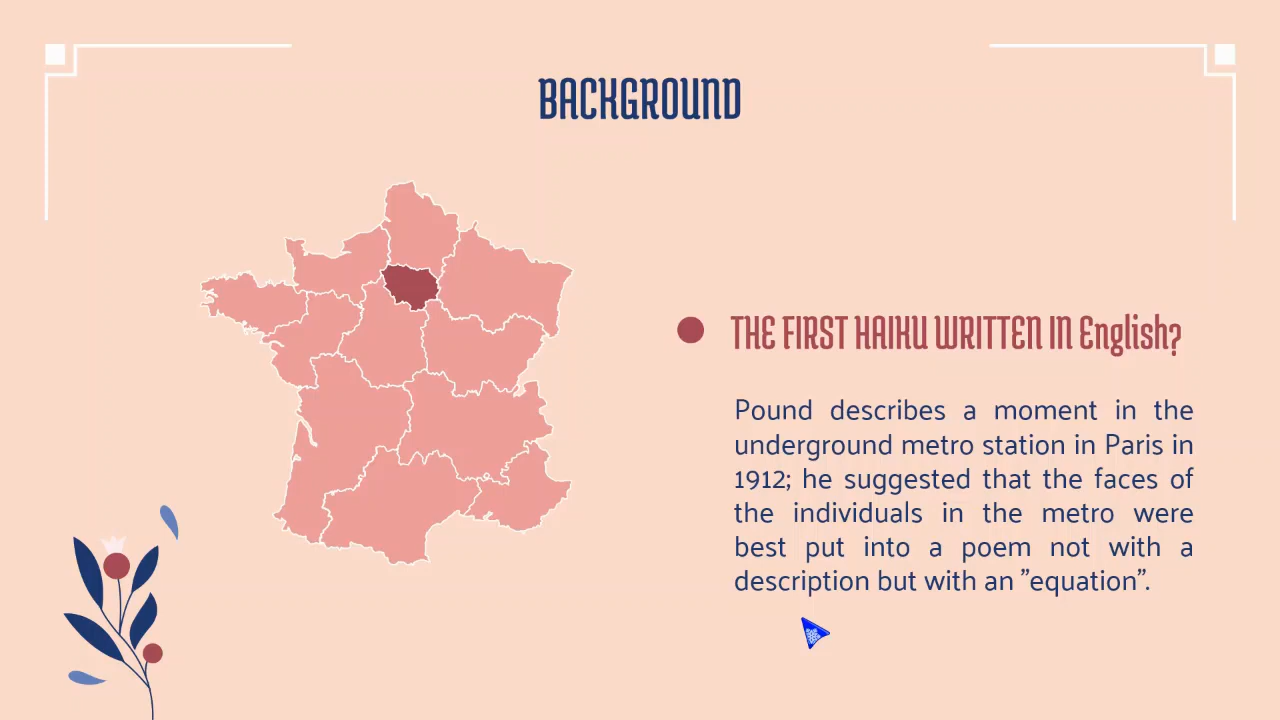 BACKGROUND
THE FIRST HAIKU WRITTEN IN English?
Pound describes a moment in the
underground metro station in Paris in
1912; he suggested that the faces of
the individuals in the metro were
best put into a poem not with a
description but with an ”equation”.